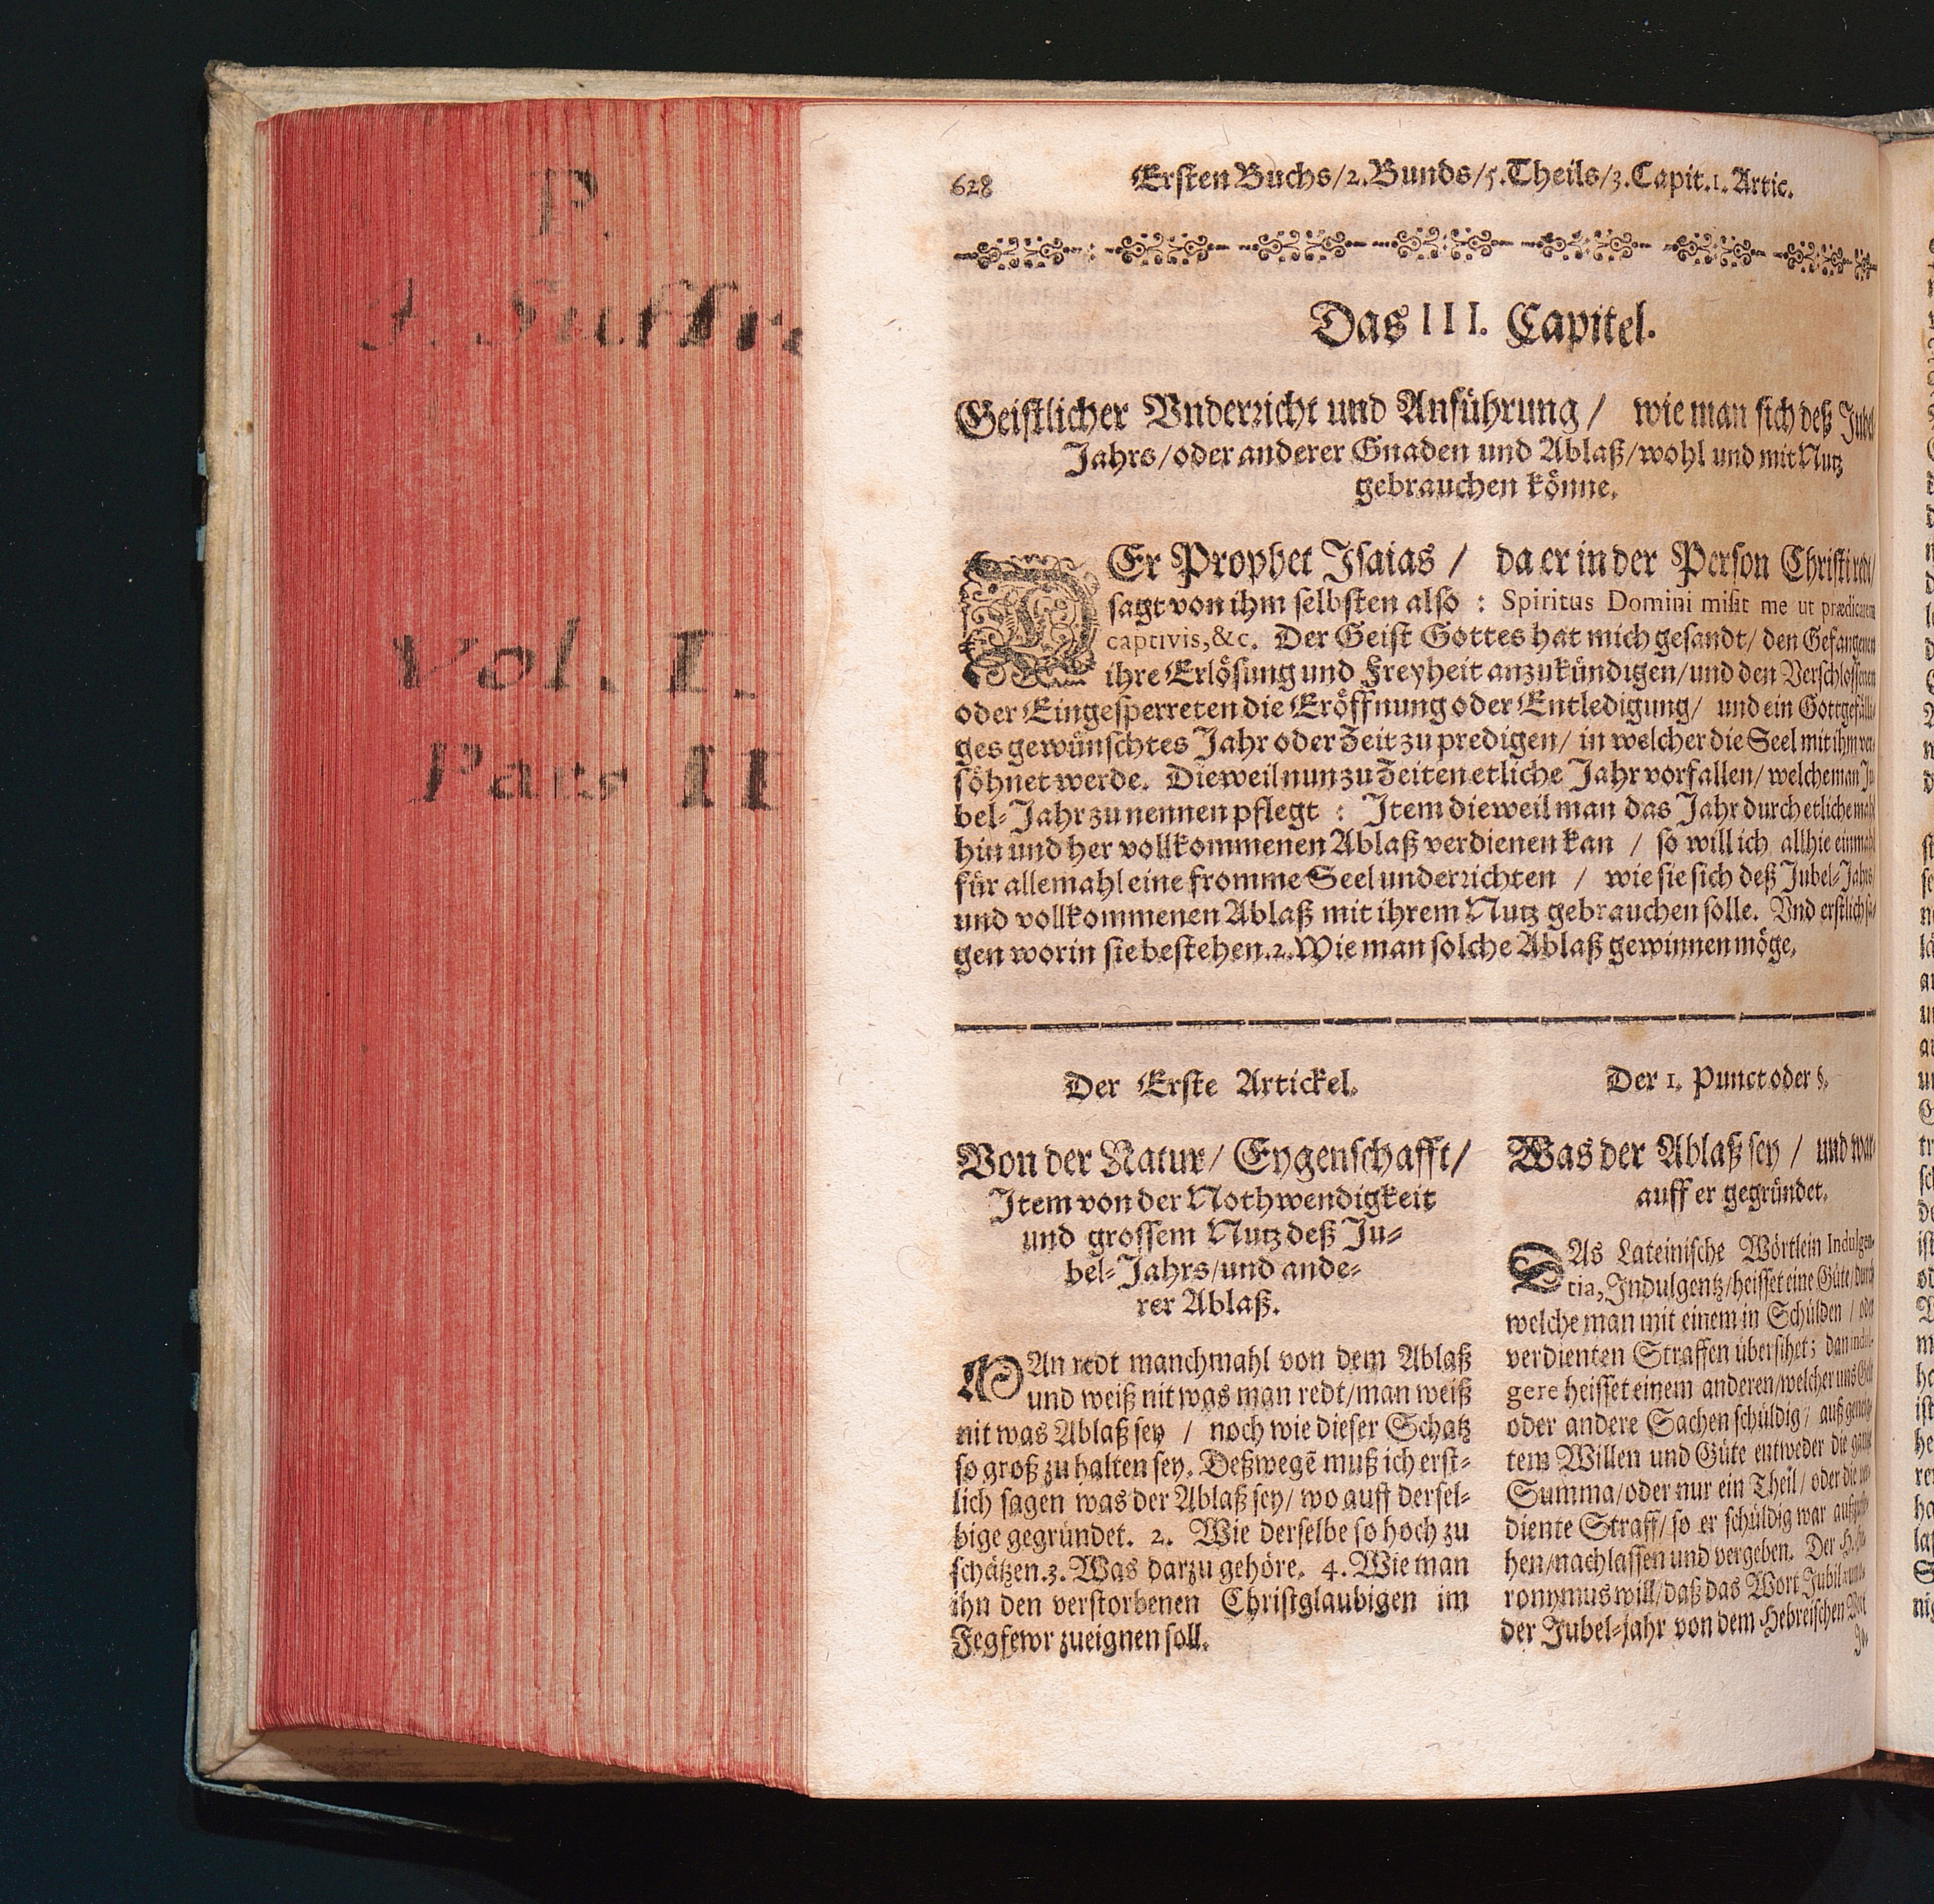 P.
J. Suffre
Vol. I.
Pars II
628 Ersten Buchs/2.Bunds/5.Theils/3.Capit.1.Artic.
Das III. Capitel.
Geistlicher Vnderricht und Anführung / wie man sich deß Jubel
Jahrs/oder anderer Gnaden und Ablaß/wohl und mit Nutz
gebrauchen könne.
DEr Prophet Isaias / da er in der Person Christi redt/
sagt von ihm selbsten also : Spiritus Domini misit me ut prædicarem
captivis,&c. Der Geist Gottes hat mich gesandt/ den Gefangenen
ihre Erlösung und Freyheit anzukündigen/und den Verschlossenen
oder Eingesperreten die Eröffnung oder Entledigung/ und ein Gottgefälli-
ges gewünschtes Jahr oder Zeit zu predigen/ in welcher die Seel mit ihm ver-
söhnet werde. Dieweil nun zu Zeiten etliche Jahr vorfallen/ welche man Ju
bel-Jahr zu nennen pflegt : Item dieweil man das Jahr durch etliche mahl
hin und her vollkommenen Ablaß verdienen kan / so will ich allhie einmahl
für allemahl eine fromme Seel underrichten / wie sie sich deß Jubel-Jahrs/
und vollkommenen Ablaß mit ihrem Nutz gebrauchen solle. Vnd erstlich sa-
gen worin sie bestehen.2.Wie man solche Ablaß gewinnen möge.
Der Erste Artickel.
Von der Natur/ Eygenschafft/
Item von der Nothwendigkeit
und grossem Nutz deß Ju-
bel-Jahrs/und ande-
rer Ablaß.
MAn redt manchmahl von dem Ablaß
und weiß nit was man redt/man weiß
nit was Ablaß sey / noch wie dieser Schatz
so groß zu halten sey. Deßwegē muß ich erst-
lich sagen was der Ablaß sey/ wo auff dersel-
bige gegründet. 2. Wie derselbe so hoch zu
schätzen.3. Was darzu gehöre. 4. Wie man
ihn den verstorbenen Christglaubigen im
Fegfewr zueignen soll.
Der 1. Punct oder §.
Was der Ablaß sey / und war-
auff er gegründet.
DAs Lateinische Wörtlein Indulgen-
tia, Indulgentz/heisset eine Güte/durch
welche man mit einem in Schulden / oder
verdienten Straffen übersihet; dan indul-
gere heisset einem anderen/welcher uns Gelt
oder andere Sachen schuldig/ auß geneig-
tem Willen und Güte entweder die gantze
Summa/oder nur ein Theil/ oder die ver-
diente Straff/ so er schuldig war außzuste-
hen/nachlassen und vergeben. Der H. Hie-
ronymus will/daß das Wort Jubilæum
der Jubel-jahr von dem Hebreischen Wort
Jo-